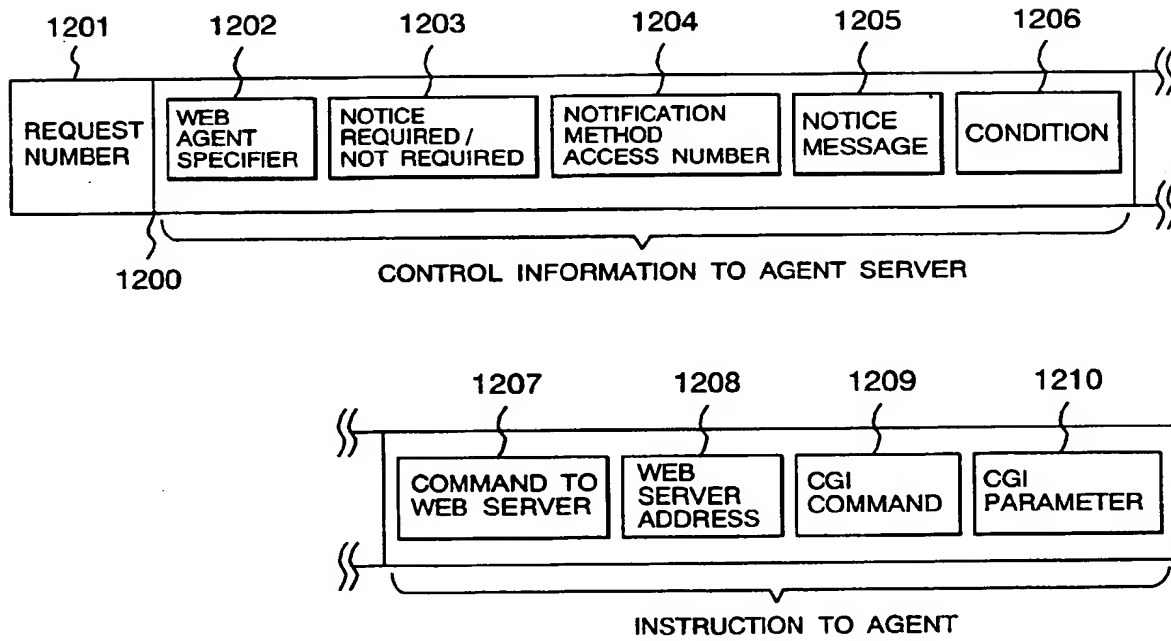 1201 1202 1203 1204 1205 1206
REQUEST NUMBER
WEB AGENT SPECIFIER
NOTICE REQUIRED / NOT REQUIRED
NOTIFICATION METHOD ACCESS NUMBER
NOTICE MESSAGE
CONDITION
1200
CONTROL INFORMATION TO AGENT SERVER
1207 1208 1209 1210
COMMAND TO WEB SERVER
WEB SERVER ADDRESS
CGI COMMAND
CGI PARAMETER
INSTRUCTION TO AGENT